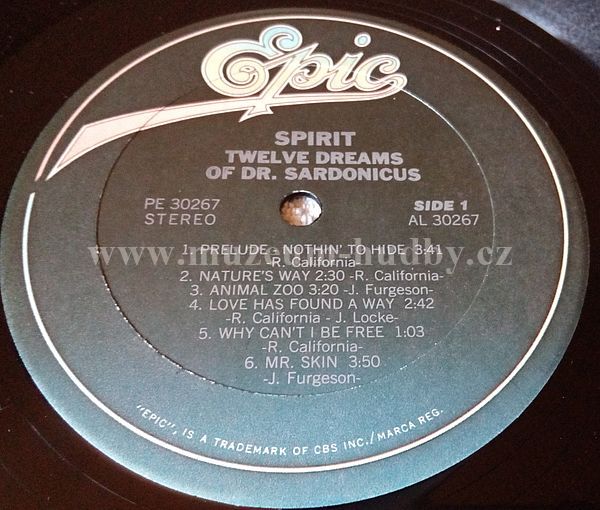 Epic
SPIRIT
TWELVE DREAMS
OF DR. SARDONICUS
PE 30267
STEREO
SIDE 1
AL 30267
1. PRELUDE - NOTHIN' TO HIDE 3:41
-R. California-
2. NATURE'S WAY 2:30 -R. California-
3. ANIMAL ZOO 3:20 -J. Furgeson-
4. LOVE HAS FOUND A WAY 2:42
-R. California - J. Locke-
5. WHY CAN'T I BE FREE 1:03
-R. California-
6. MR. SKIN 3:50
-J. Furgeson-
"EPIC", IS A TRADEMARK OF CBS INC./MARCA REG.
www.muzeum-hudby.cz